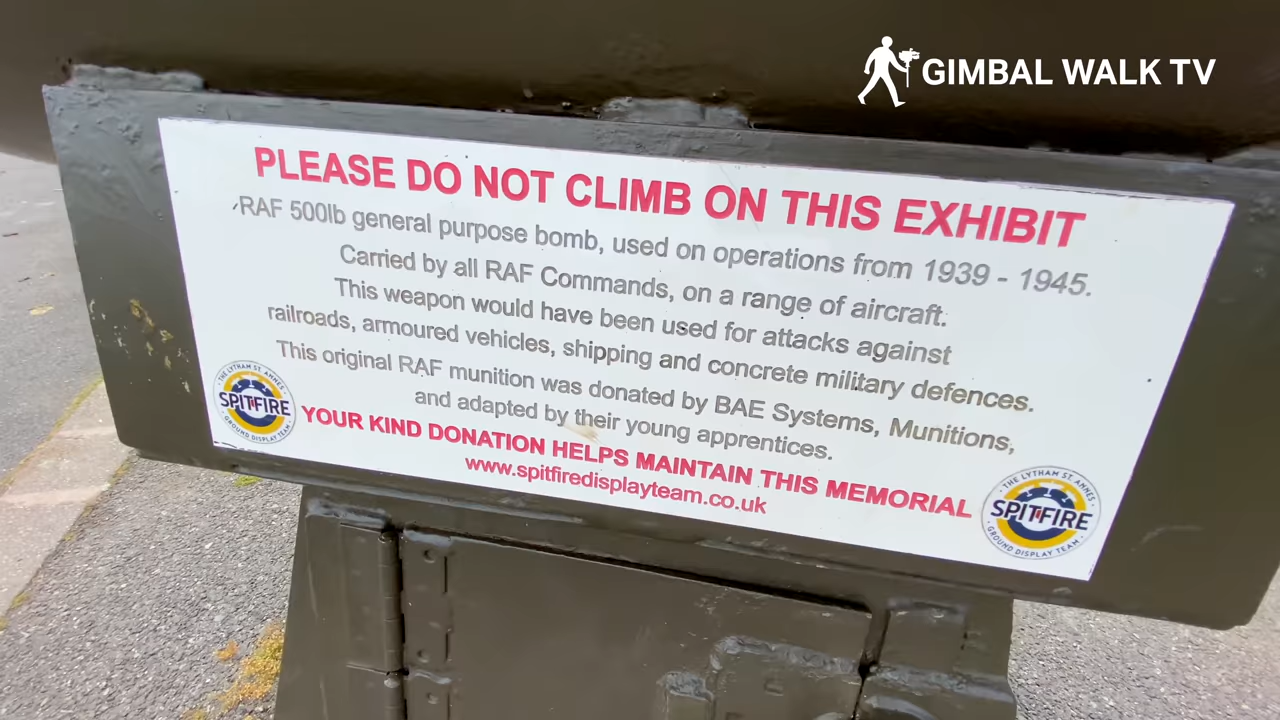 GIMBAL WALK TV
PLEASE DO NOT CLIMB ON THIS EXHIBIT
RAF 500lb general purpose bomb, used on operations from 1939 - 1945.
Carried by all RAF Commands, on a range of aircraft.
This weapon would have been used for attacks against
railroads, armoured vehicles, shipping and concrete military defences.
This original RAF munition was donated by BAE Systems, Munitions,
and adapted by their young apprentices.
YOUR KIND DONATION HELPS MAINTAIN THIS MEMORIAL
www.spitfiredisplayteam.co.uk
THE LYTHAM ST. ANNES
SPITFIRE
GROUND DISPLAY TEAM
THE LYTHAM ST. ANNES
SPITFIRE
GROUND DISPLAY TEAM